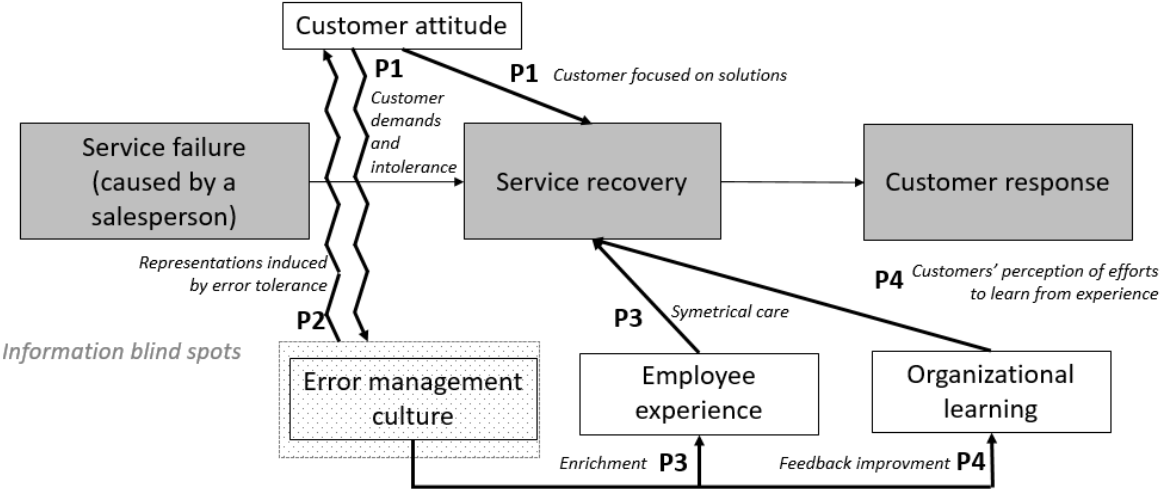 Customer attitude
P1
Customer
demands
and
intolerance
P1
Customer focused on solutions
Service failure
(caused by a
salesperson)
Service recovery
Customer response
Representations induced
by error tolerance
P2
Information blind spots
P3
Symetrical care
P4
Customers' perception of efforts
to learn from experience
Error management
culture
Employee
experience
Organizational
learning
Enrichment
P3
Feedback improvment
P4